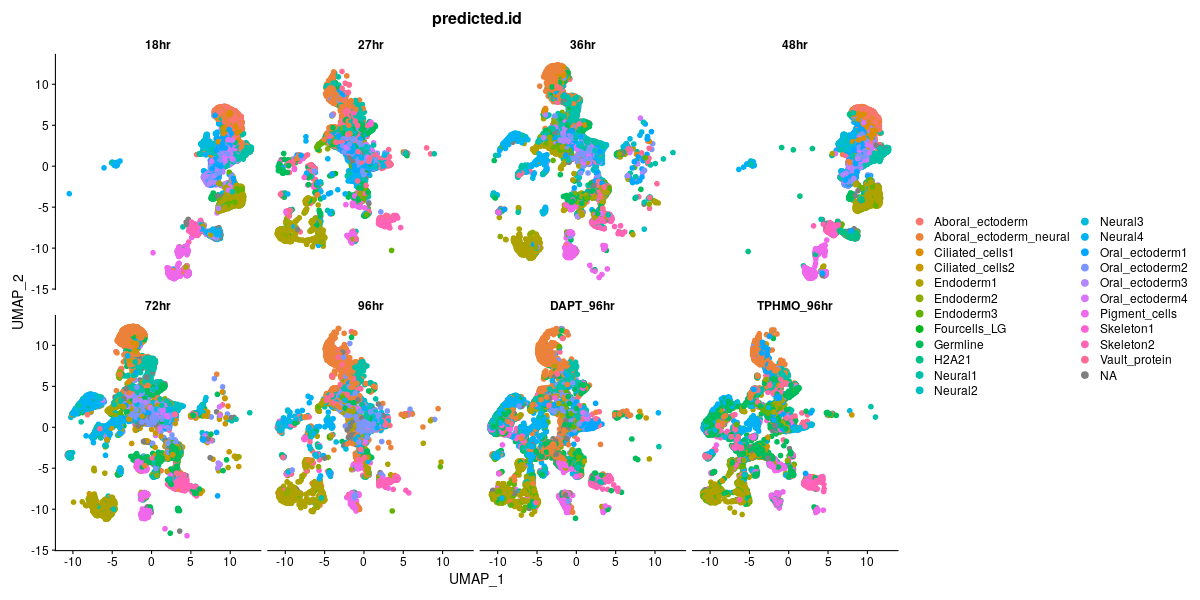 predicted.id
18hr 27hr 36hr 48hr
10
5
0
-5
-10
-15
72hr 96hr DAPT_96hr TPHMO_96hr
10
5
0
-5
-10
-15
-10 -5 0 5 10 -10 -5 0 5 10 -10 -5 0 5 10 -10 -5 0 5 10
UMAP_1
UMAP_2
Aboral_ectoderm
Aboral_ectoderm_neural
Ciliated_cells1
Ciliated_cells2
Endoderm1
Endoderm2
Endoderm3
Fourcells_LG
Germline
H2A21
Neural1
Neural2
Neural3
Neural4
Oral_ectoderm1
Oral_ectoderm2
Oral_ectoderm3
Oral_ectoderm4
Pigment_cells
Skeleton1
Skeleton2
Vault_protein
NA